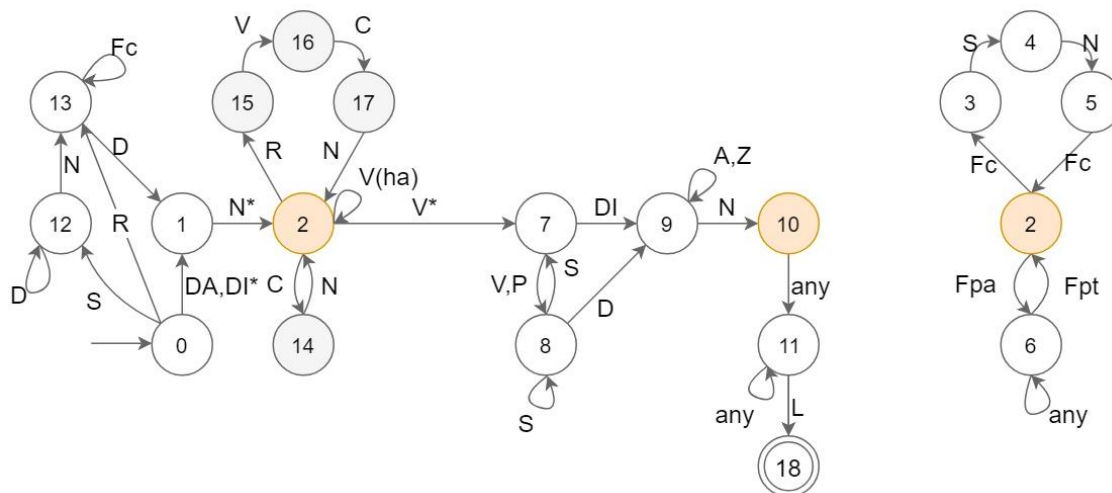 V 16 C 4
Fc S N
13 15 17 3 5
D R N Fc Fc
N V(ha) A,Z
12 R 1 N* 2 V* 7 DI 9 N 10 2
D S DA,DI* C N V,P S D any Fpa Fpt
0 14 8 11 6
S any L any
18